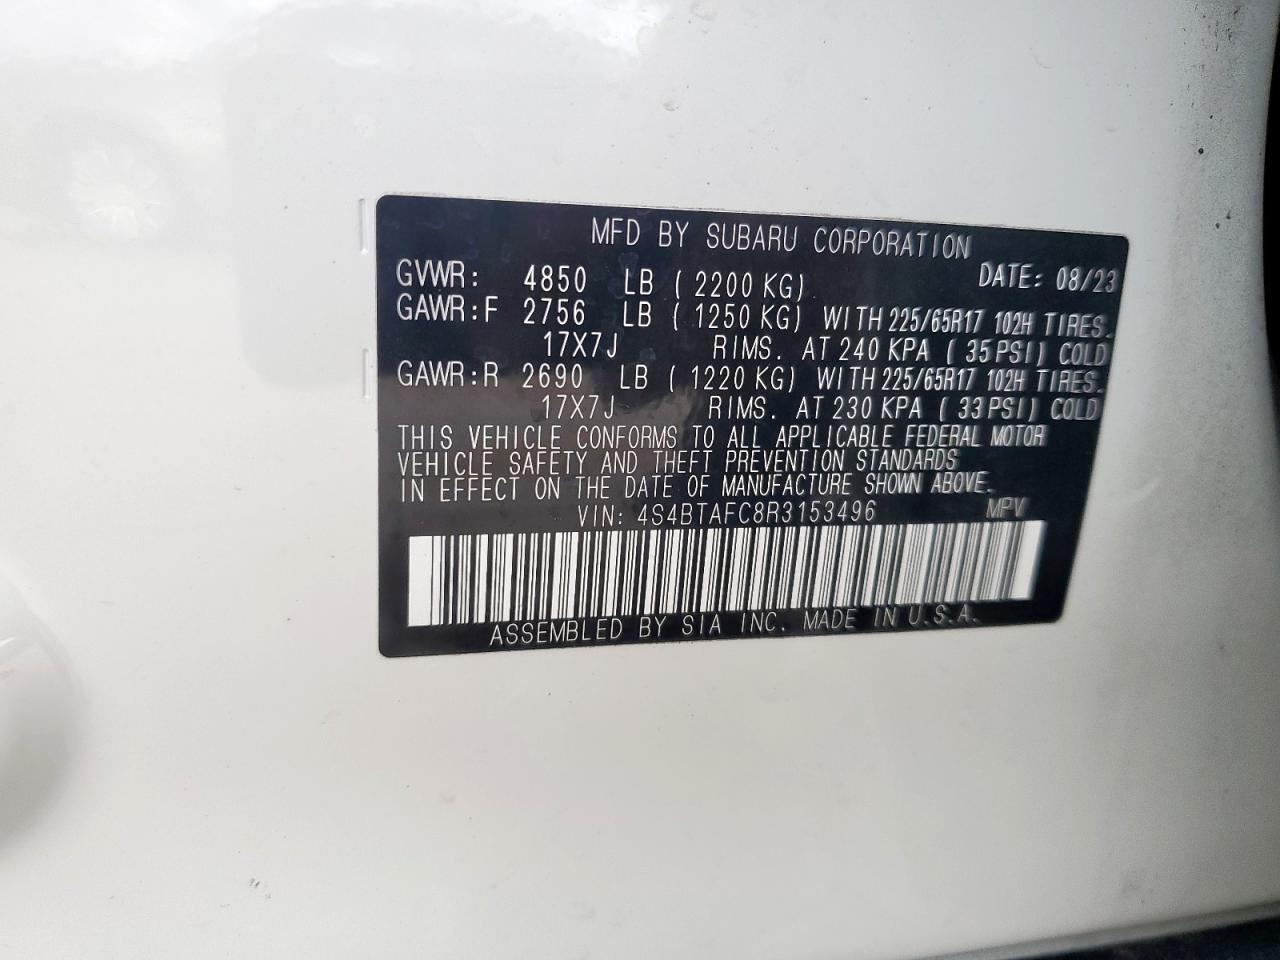 MFD BY SUBARU CORPORATION
DATE: 08/23
GVWR: 4850 LB ( 2200 KG)
GAWR:F 2756 LB ( 1250 KG) WITH 225/65R17 102H TIRES.
17X7J RIMS. AT 240 KPA ( 35 PSI) COLD
GAWR:R 2690 LB ( 1220 KG) WITH 225/65R17 102H TIRES.
17X7J RIMS. AT 230 KPA ( 33 PSI) COLD
THIS VEHICLE CONFORMS TO ALL APPLICABLE FEDERAL MOTOR
VEHICLE SAFETY AND THEFT PREVENTION STANDARDS
IN EFFECT ON THE DATE OF MANUFACTURE SHOWN ABOVE.
VIN: 4S4BTAFC8R3153496 MPV
ASSEMBLED BY SIA INC. MADE IN U.S.A.